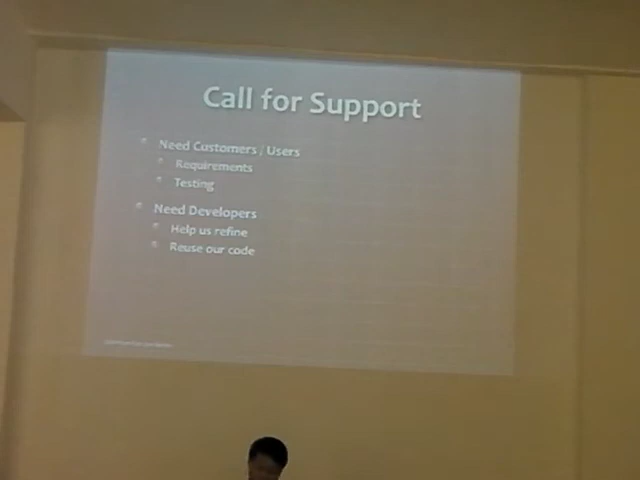 Call for Support
Need Customers / Users
Requirements
Testing
Need Developers
Help us refine
Reuse our code